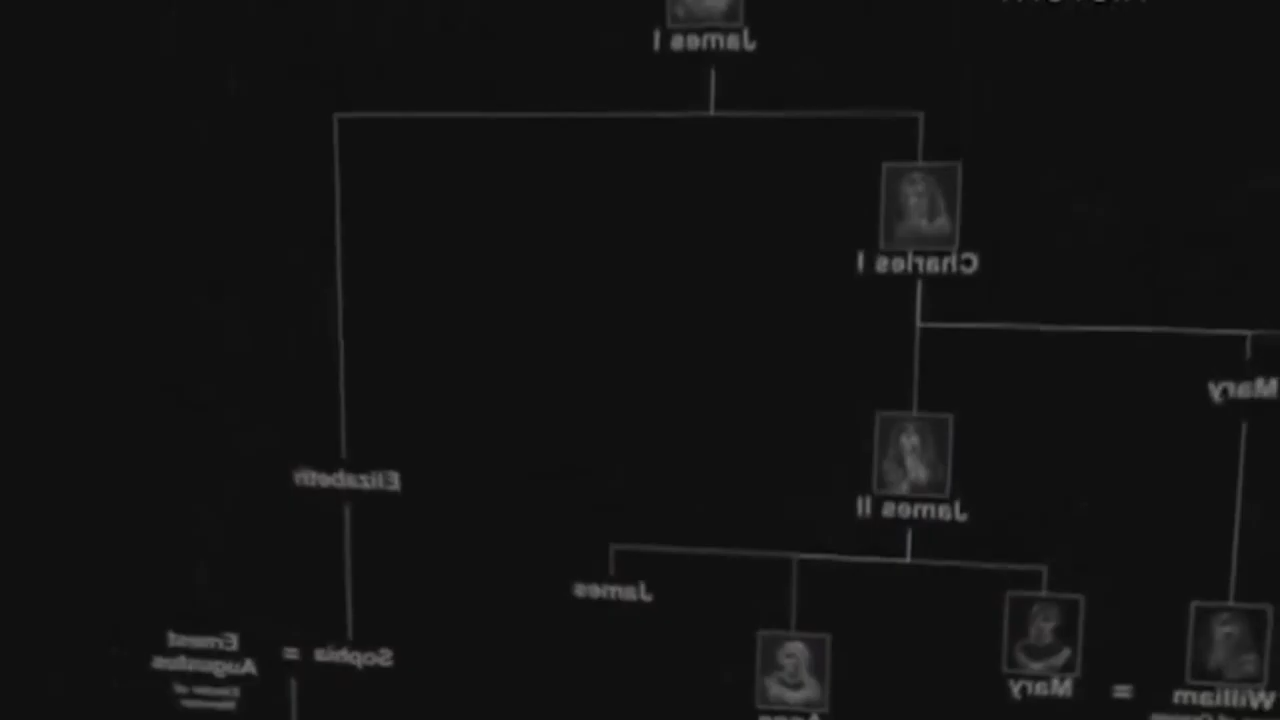 James I
Charles I
Mary
Elizabeth
James II
James
Ernest = Sophia
Augustus
Mary = William